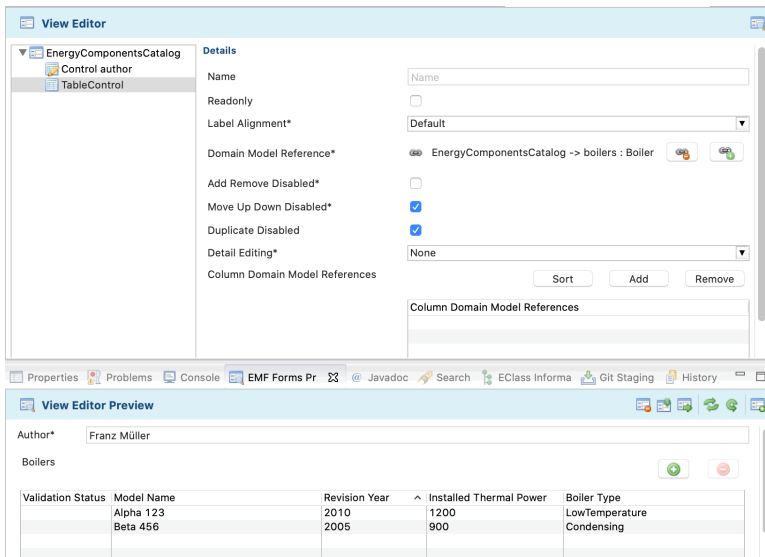 View Editor
EnergyComponentsCatalog
Control author
TableControl
Details
Name
Name
Readonly
Label Alignment*
Default
Domain Model Reference*
EnergyComponentsCatalog -> boilers : Boiler
Add Remove Disabled*
Move Up Down Disabled*
Duplicate Disabled
Detail Editing*
None
Column Domain Model References
Sort Add Remove
Column Domain Model References
Properties Problems Console EMF Forms Pr @ Javadoc Search EClass Informa Git Staging History
View Editor Preview
Author* Franz Müller
Boilers
Validation Status Model Name Revision Year Installed Thermal Power Boiler Type
Alpha 123 2010 1200 LowTemperature
Beta 456 2005 900 Condensing